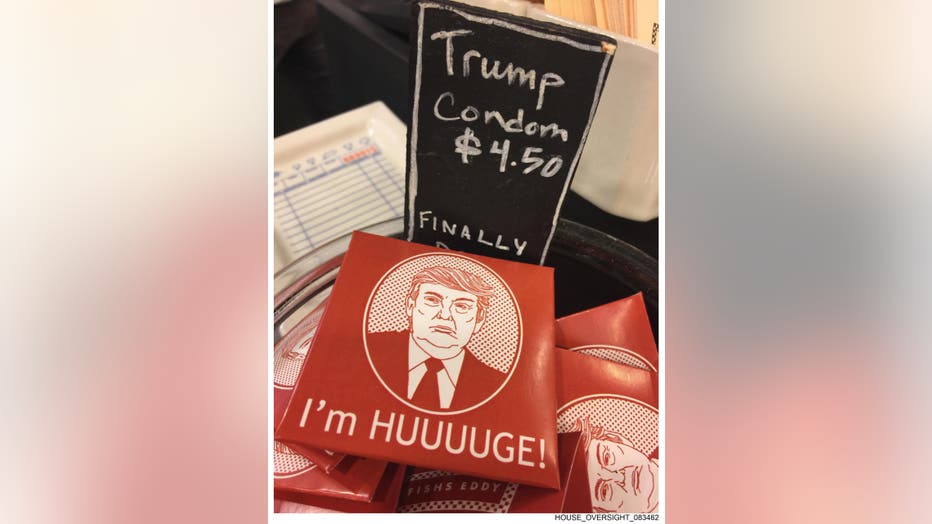 Trump
Condom
$4.50
FINALLY
I'm HUUUUGE!
FISHS EDDY
HOUSE_OVERSIGHT_083462